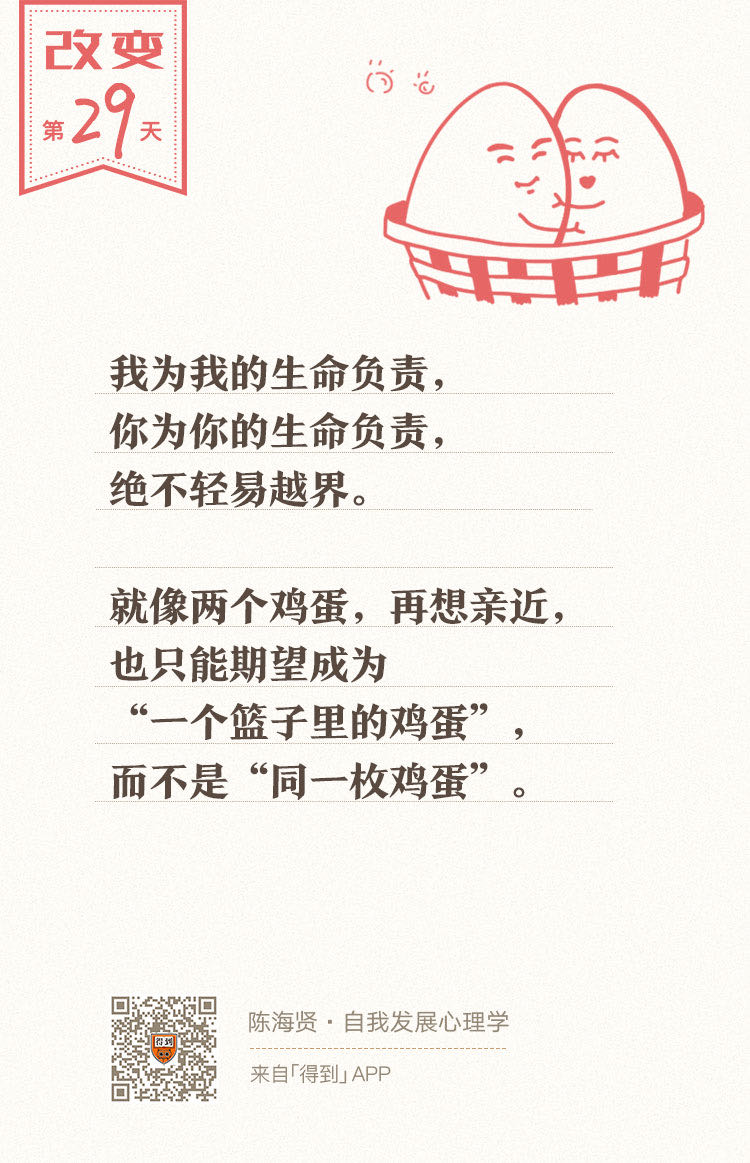 改变
第29天
我为我的生命负责，
你为你的生命负责，
绝不轻易越界。
就像两个鸡蛋，再想亲近，
也只能期望成为
“一个篮子里的鸡蛋”，
而不是“同一枚鸡蛋”。
得到
陈海贤·自我发展心理学
来自「得到」APP